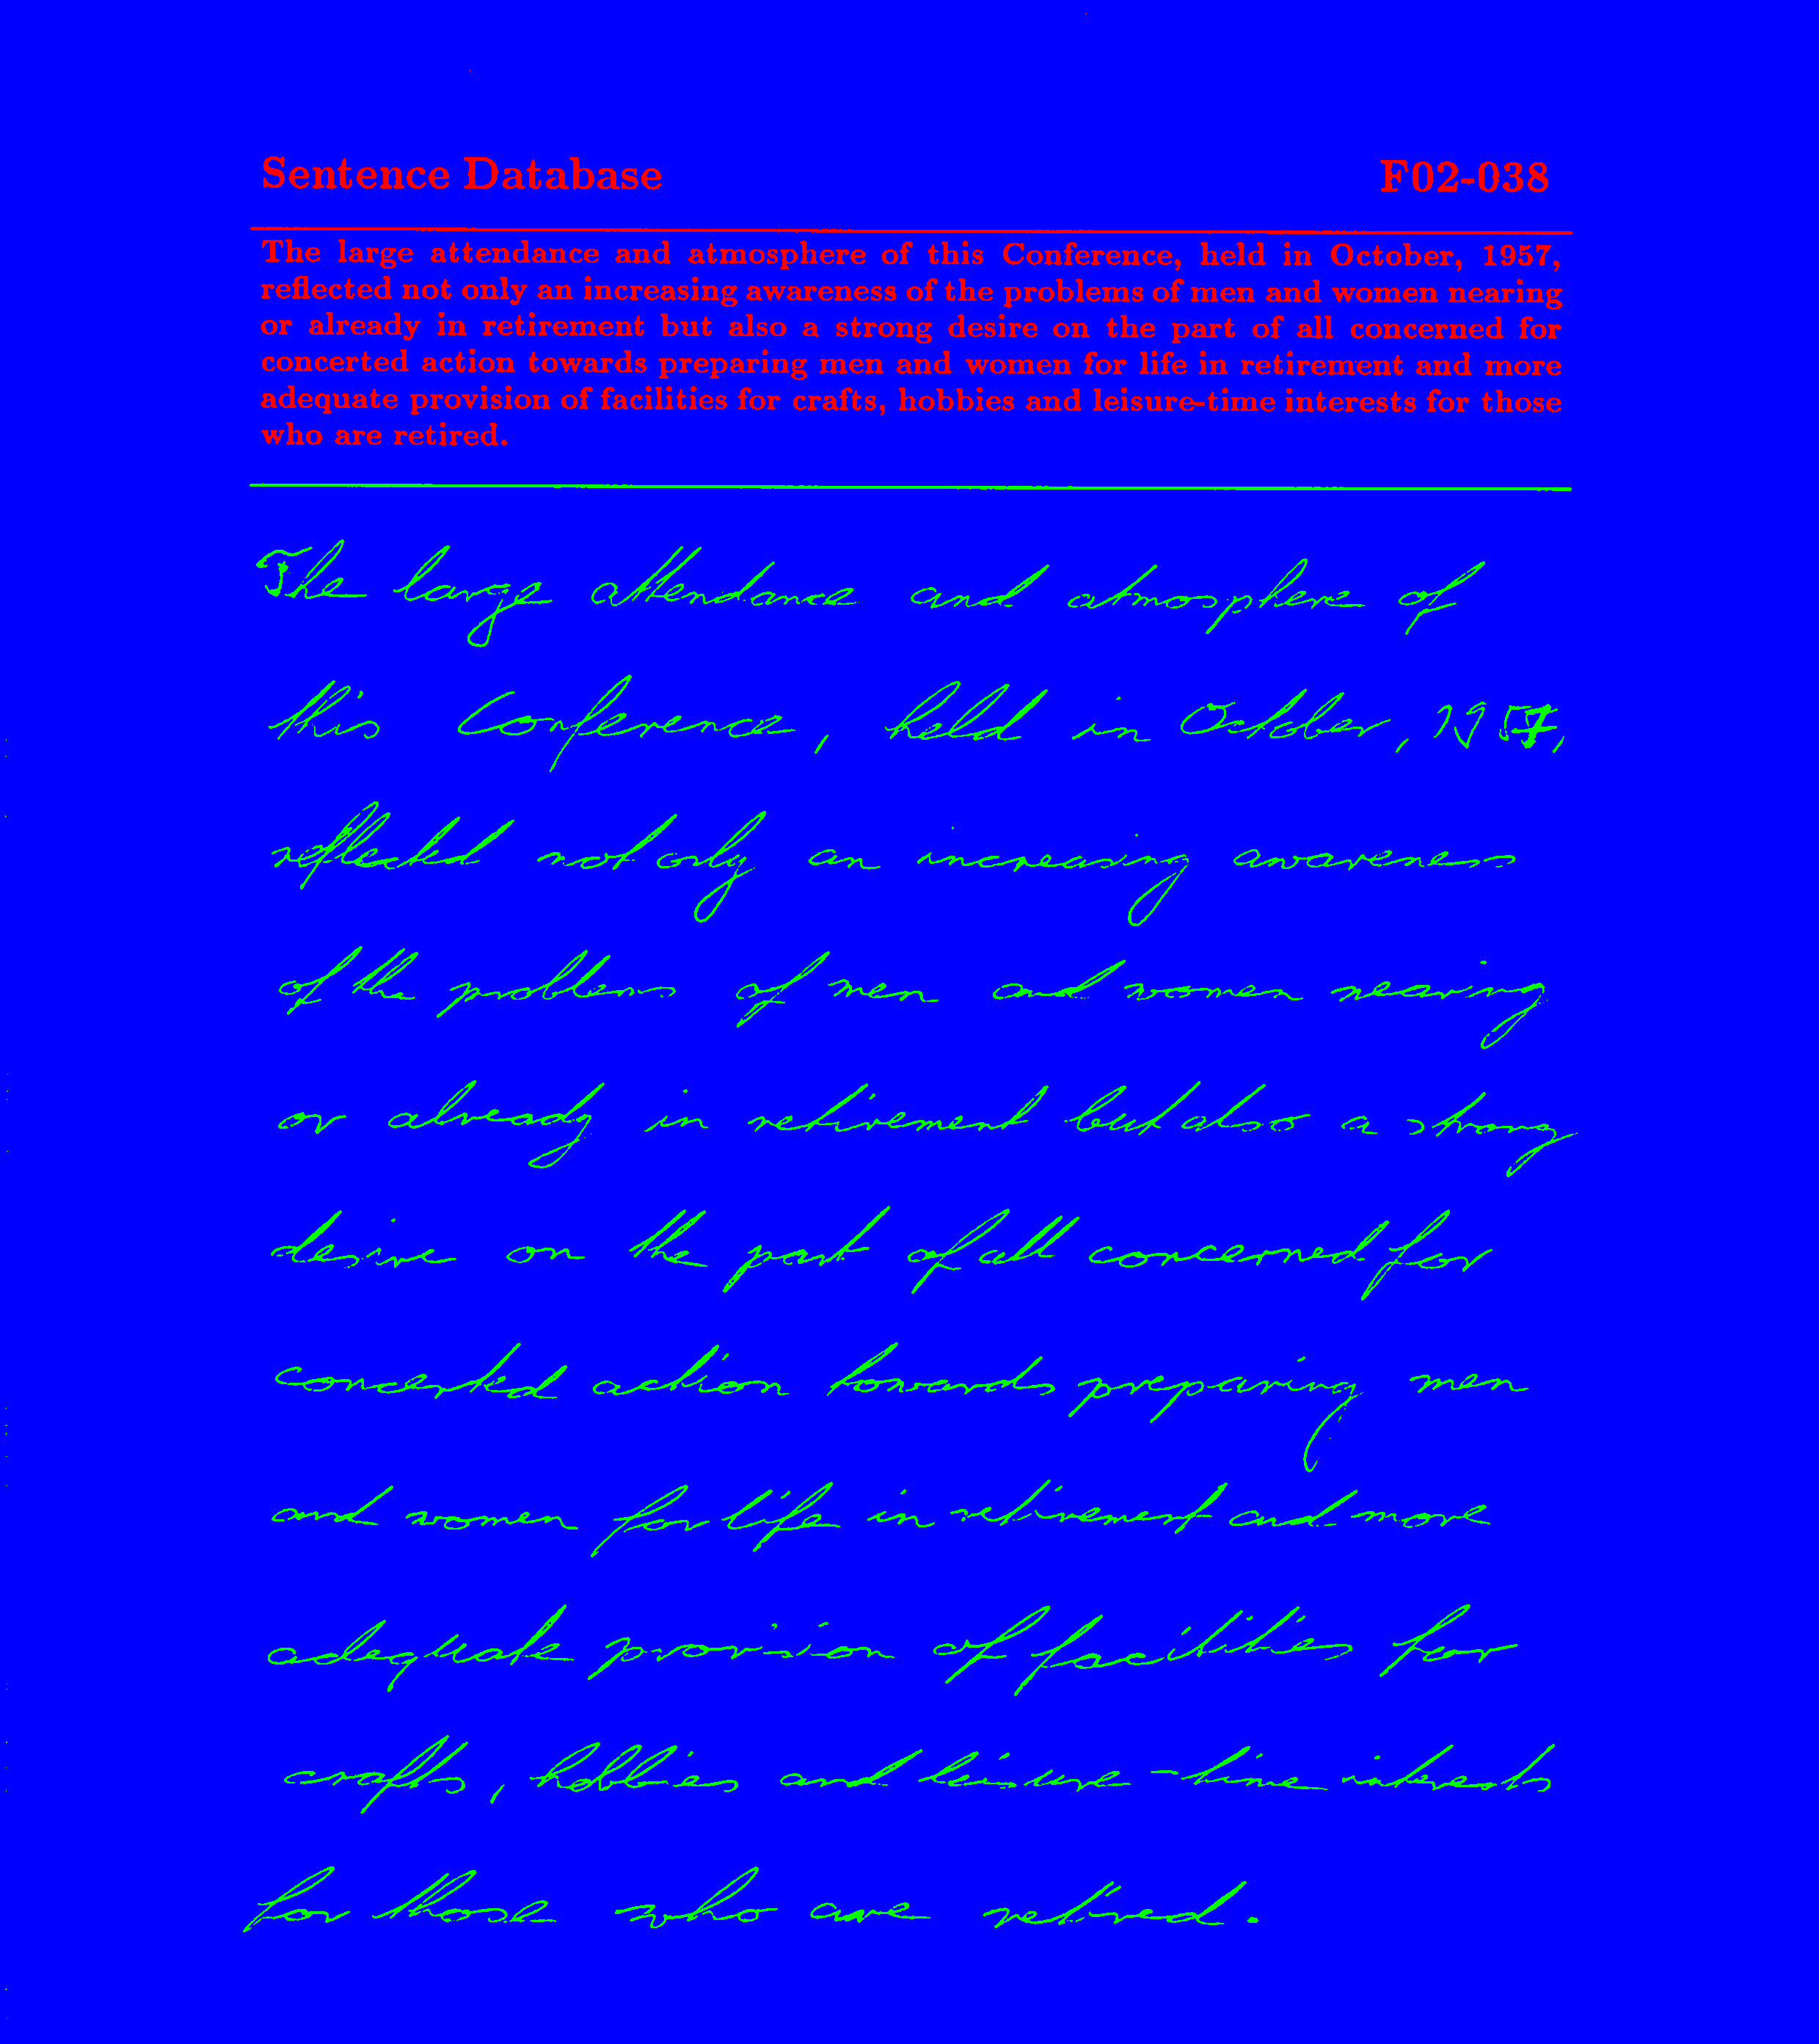 Sentence Database F02-038
The large attendance and atmosphere of this Conference, held in October, 1957,
reflected not only an increasing awareness of the problems of men and women nearing
or already in retirement but also a strong desire on the part of all concerned for
concerted action towards preparing men and women for life in retirement and more
adequate provision of facilities for crafts, hobbies and leisure-time interests for those
who are retired.
The large attendance and atmosphere of
this Conference, held in October, 1957,
reflected not only an increasing awareness
of the problems of men and women nearing
or already in retirement but also a strong
desire on the part of all concerned for
concerted action towards preparing men
and women for life in retirement and more
adequate provision of facilities for
crafts, hobbies and leisure-time interests
for those who are retired.